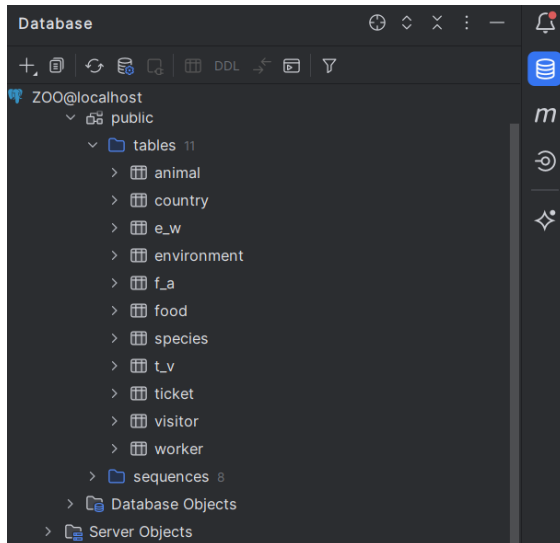 Database
DDL
ZOO@localhost
public
tables 11
animal
country
e_w
environment
f_a
food
species
t_v
ticket
visitor
worker
sequences 8
Database Objects
Server Objects
m